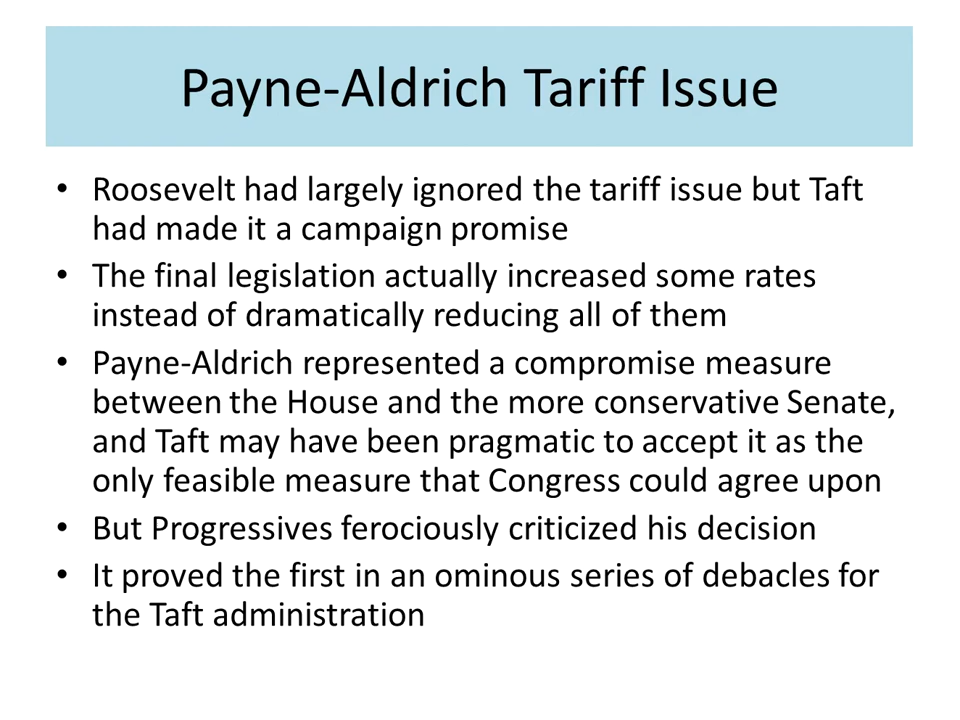 Payne-Aldrich Tariff Issue
• Roosevelt had largely ignored the tariff issue but Taft
had made it a campaign promise
• The final legislation actually increased some rates
instead of dramatically reducing all of them
• Payne-Aldrich represented a compromise measure
between the House and the more conservative Senate,
and Taft may have been pragmatic to accept it as the
only feasible measure that Congress could agree upon
• But Progressives ferociously criticized his decision
• It proved the first in an ominous series of debacles for
the Taft administration